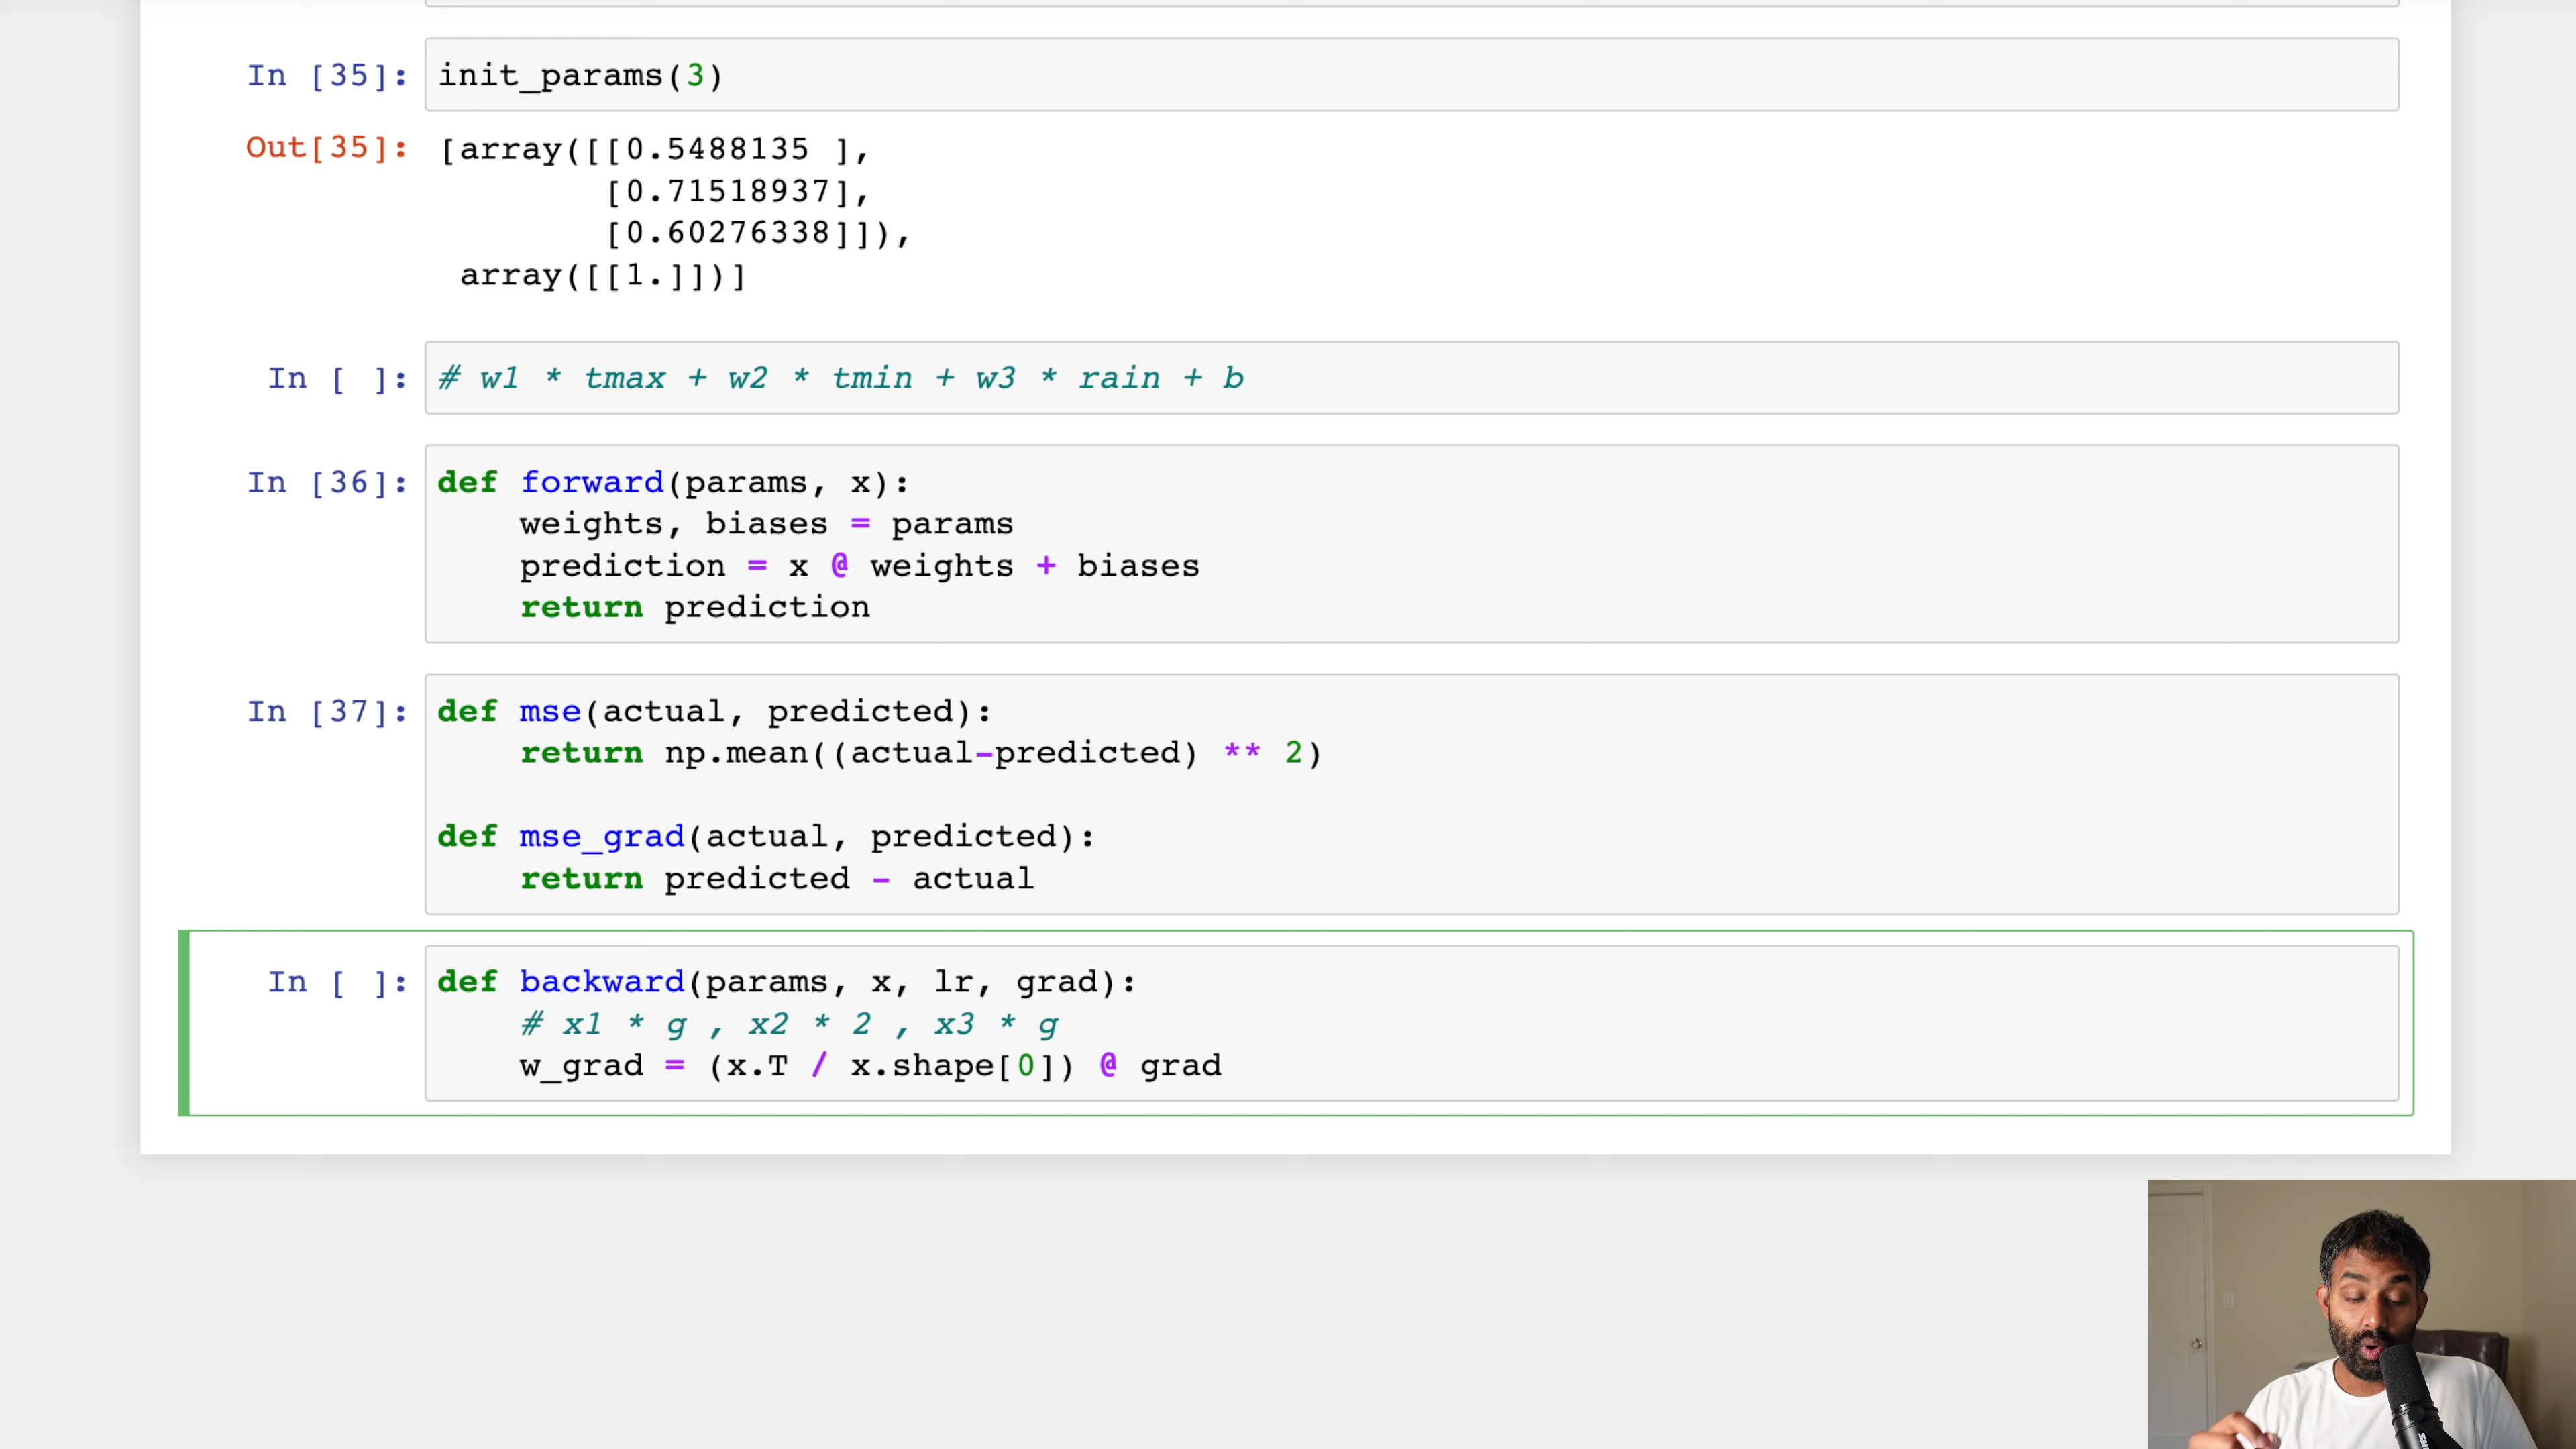 In [35]: init_params(3)
Out[35]: [array([[0.5488135 ],
[0.71518937],
[0.60276338]]),
array([[1.]])]
In [ ]: # w1 * tmax + w2 * tmin + w3 * rain + b
In [36]: def forward(params, x):
weights, biases = params
prediction = x @ weights + biases
return prediction
In [37]: def mse(actual, predicted):
return np.mean((actual-predicted) ** 2)
def mse_grad(actual, predicted):
return predicted - actual
In [ ]: def backward(params, x, lr, grad):
# x1 * g , x2 * 2 , x3 * g
w_grad = (x.T / x.shape[0]) @ grad